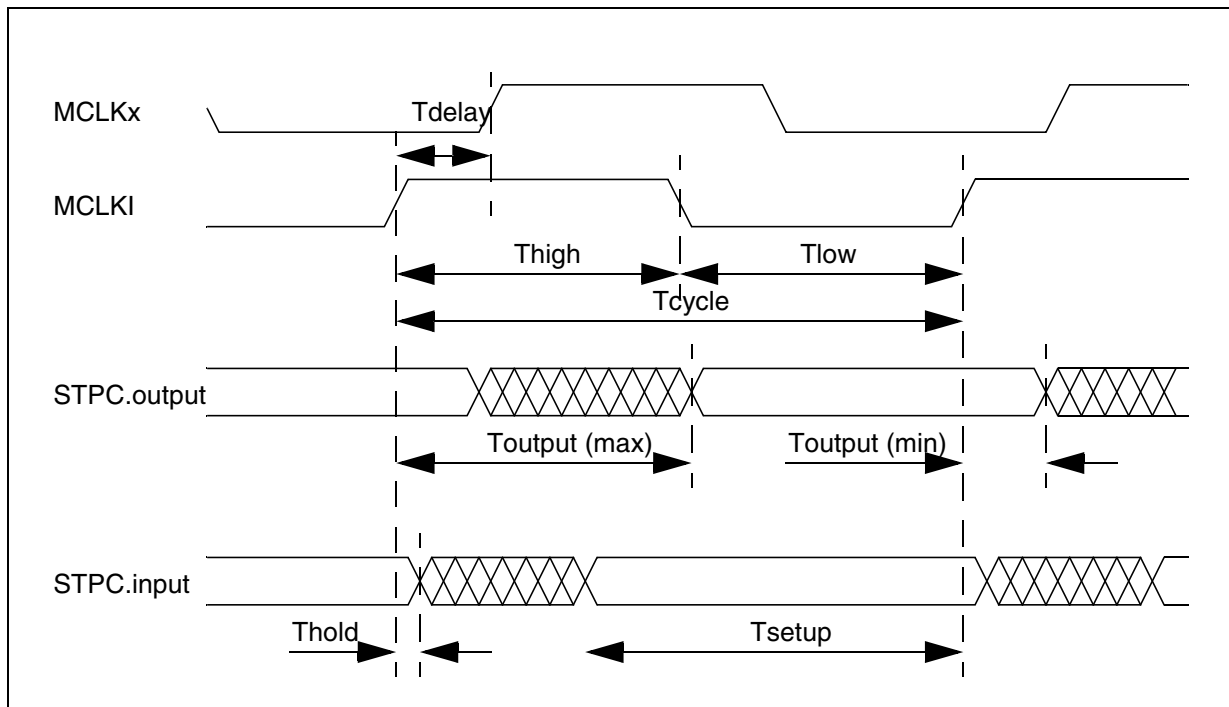 MCLKx
Tdelay
MCLKI
Thigh
Tlow
Tcycle
STPC.output
Toutput (max)
Toutput (min)
STPC.input
Thold
Tsetup